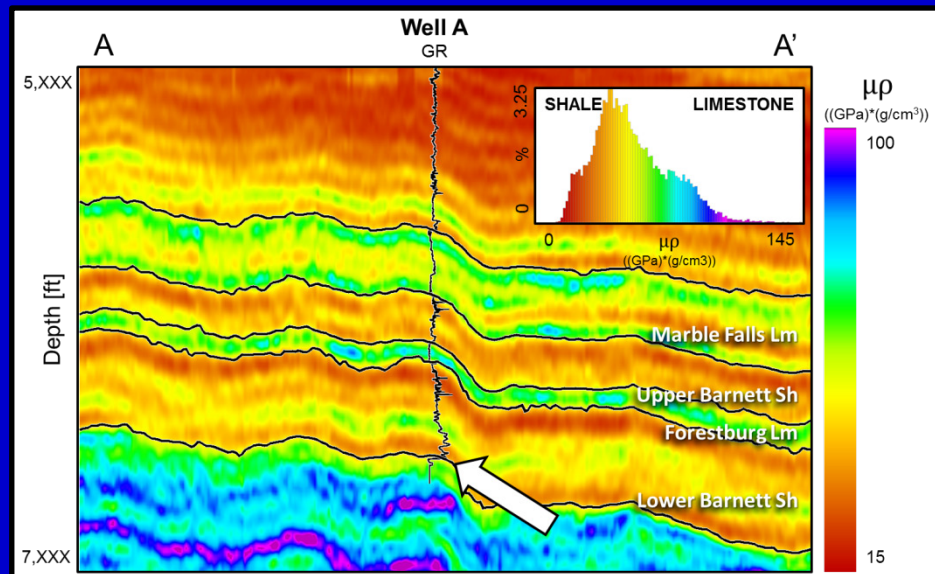 Well A
A
GR
A'
5,XXX
Depth [ft]
7,XXX
SHALE
LIMESTONE
3.25
%
0
0
145
μρ
((GPa)*(g/cm3))
Marble Falls Lm
Upper Barnett Sh
Forestburg Lm
Lower Barnett Sh
μρ
((GPa)*(g/cm³))
100
15